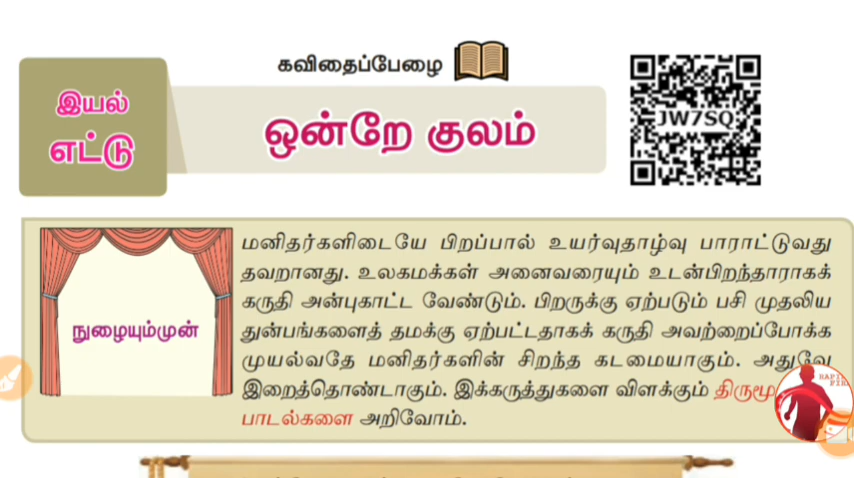 கவிதைப்பேழை
இயல்
எட்டு
ஒன்றே குலம்
JW7SQ
நுழையும்முன்
மனிதர்களிடையே பிறப்பால் உயர்வுதாழ்வு பாராட்டுவது
தவறானது. உலகமக்கள் அனைவரையும் உடன்பிறந்தாராகக்
கருதி அன்புகாட்ட வேண்டும். பிறருக்கு ஏற்படும் பசி முதலிய
துன்பங்களைத் தமக்கு ஏற்பட்டதாகக் கருதி அவற்றைப்போக்க
முயல்வதே மனிதர்களின் சிறந்த கடமையாகும். அதுவே
இறைத்தொண்டாகும். இக்கருத்துகளை விளக்கும்
பாடல்களை அறிவோம்.